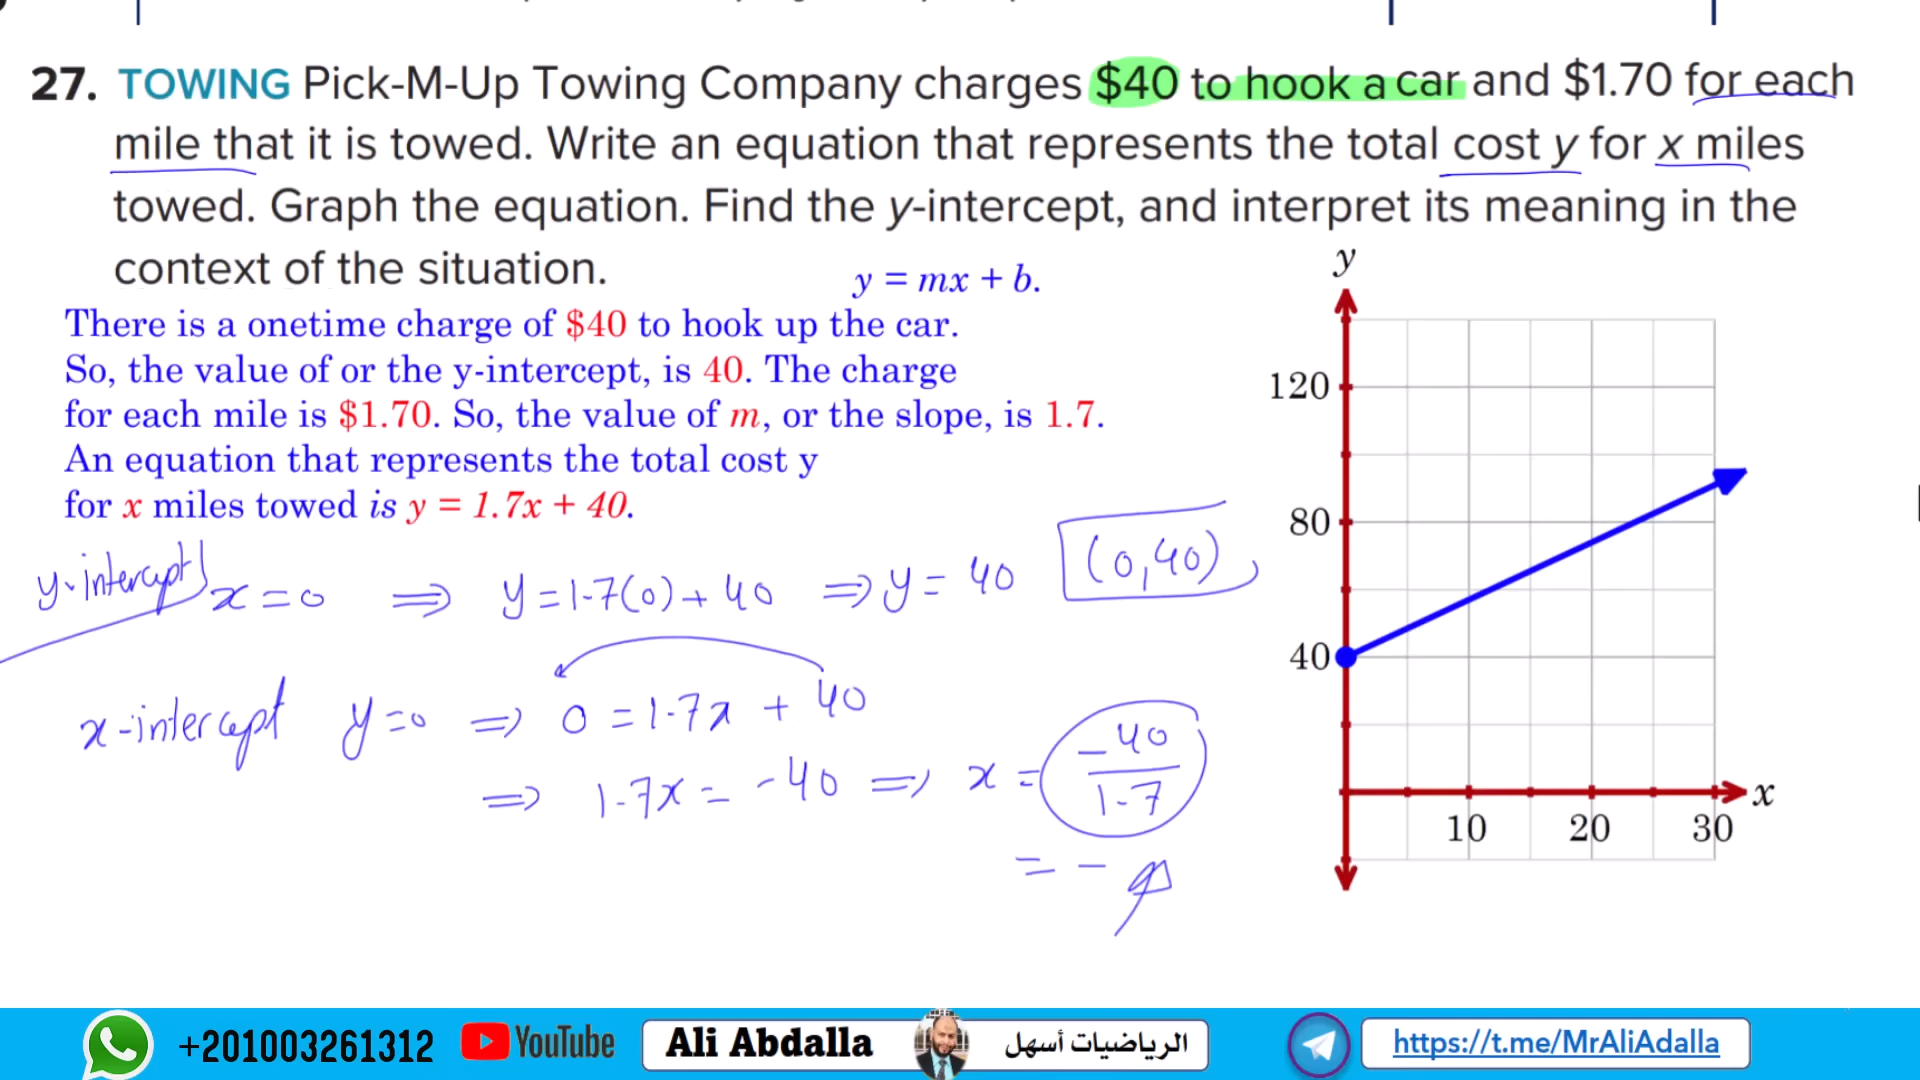 27. TOWING Pick-M-Up Towing Company charges $40 to hook a car and $1.70 for each
mile that it is towed. Write an equation that represents the total cost y for x miles
towed. Graph the equation. Find the y-intercept, and interpret its meaning in the
context of the situation.
y = mx + b.
There is a onetime charge of $40 to hook up the car.
So, the value of or the y-intercept, is 40. The charge
for each mile is $1.70. So, the value of m, or the slope, is 1.7.
An equation that represents the total cost y
for x miles towed is y = 1.7x + 40.
y-intercept x = 0 ⇒ y = 1.7(0) + 40 ⇒ y = 40 (0,40)
x-intercept y = 0 ⇒ 0 = 1.7x + 40
⇒ 1.7x = -40 ⇒ x = -40/1.7
= -
y
120
80
40
10 20 30
x
+201003261312 YouTube Ali Abdalla الرياضيات أسهل https://t.me/MrAliAdalla